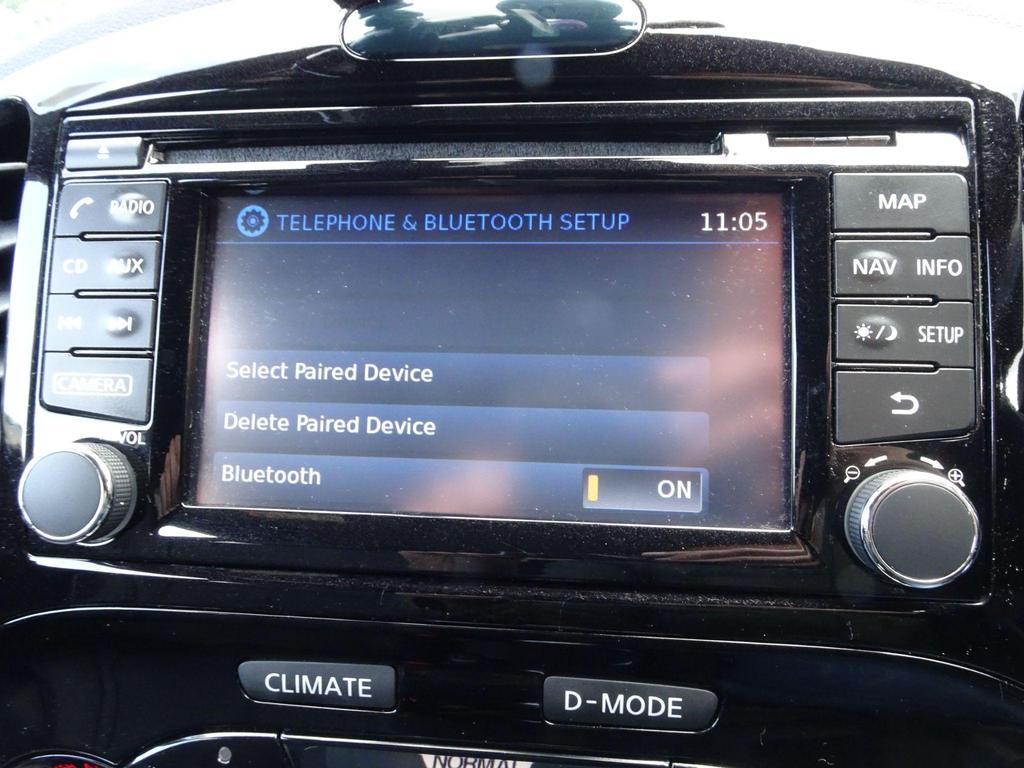 RADIO
CD AUX
CAMERA
VOL
TELEPHONE & BLUETOOTH SETUP 11:05
Select Paired Device
Delete Paired Device
Bluetooth ON
MAP
NAV INFO
SETUP
CLIMATE
D-MODE
NORMAL